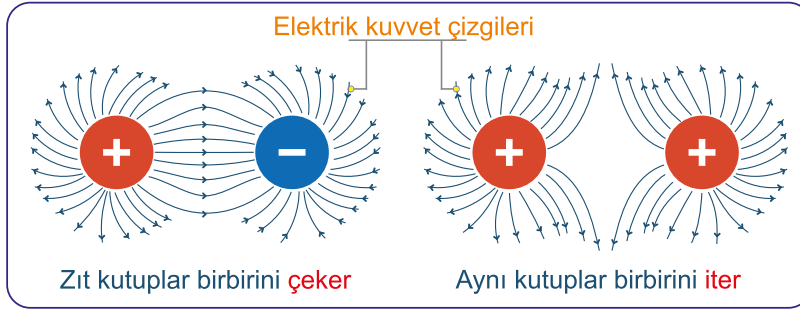 Elektrik kuvvet çizgileri
+ − + +
Zıt kutuplar birbirini çeker
Aynı kutuplar birbirini iter